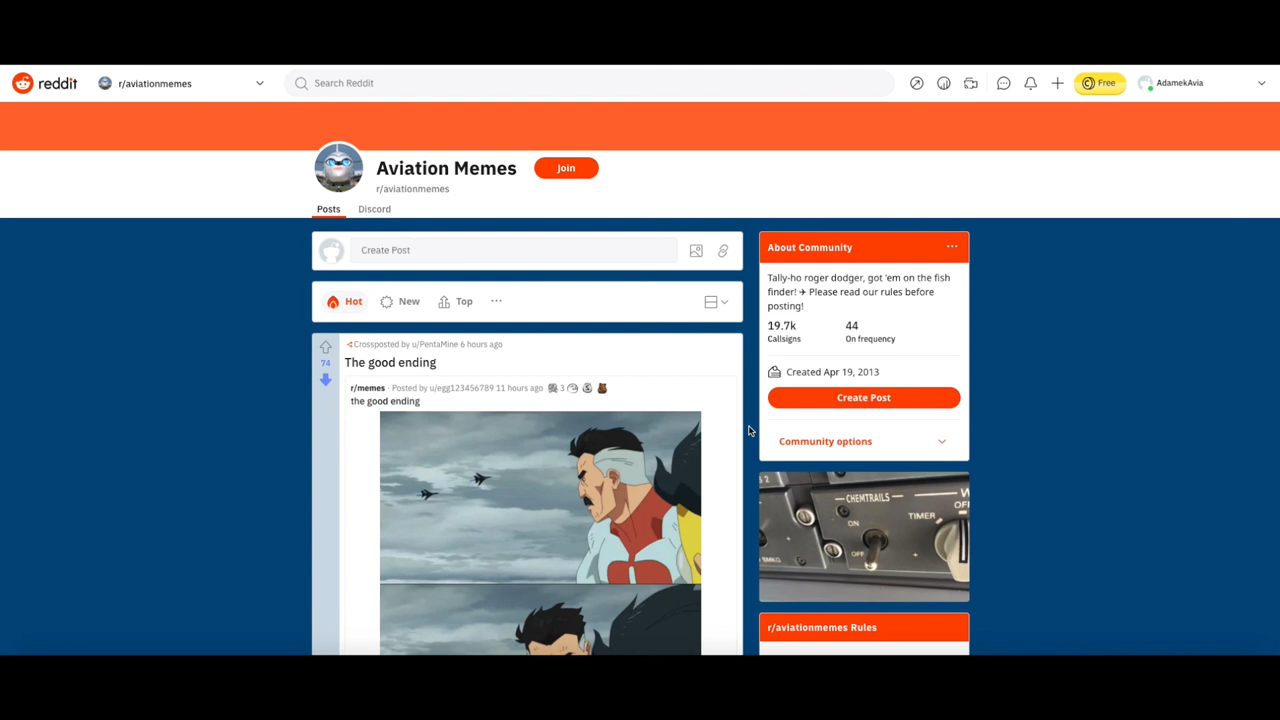 reddit
r/aviationmemes
Search Reddit
Free
AdamekAvia
Aviation Memes
Join
r/aviationmemes
Posts
Discord
Create Post
Hot
New
Top
Crossposted by u/PentaMine 6 hours ago
74
The good ending
r/memes · Posted by u/egg123456789 11 hours ago
3
the good ending
About Community
Tally-ho roger dodger, got 'em on the fish
finder! ✈ Please read our rules before
posting!
19.7k
44
Callsigns
On frequency
Created Apr 19, 2013
Create Post
Community options
CHEMTRAILS
ON
OFF
TIMER
OFF
r/aviationmemes Rules